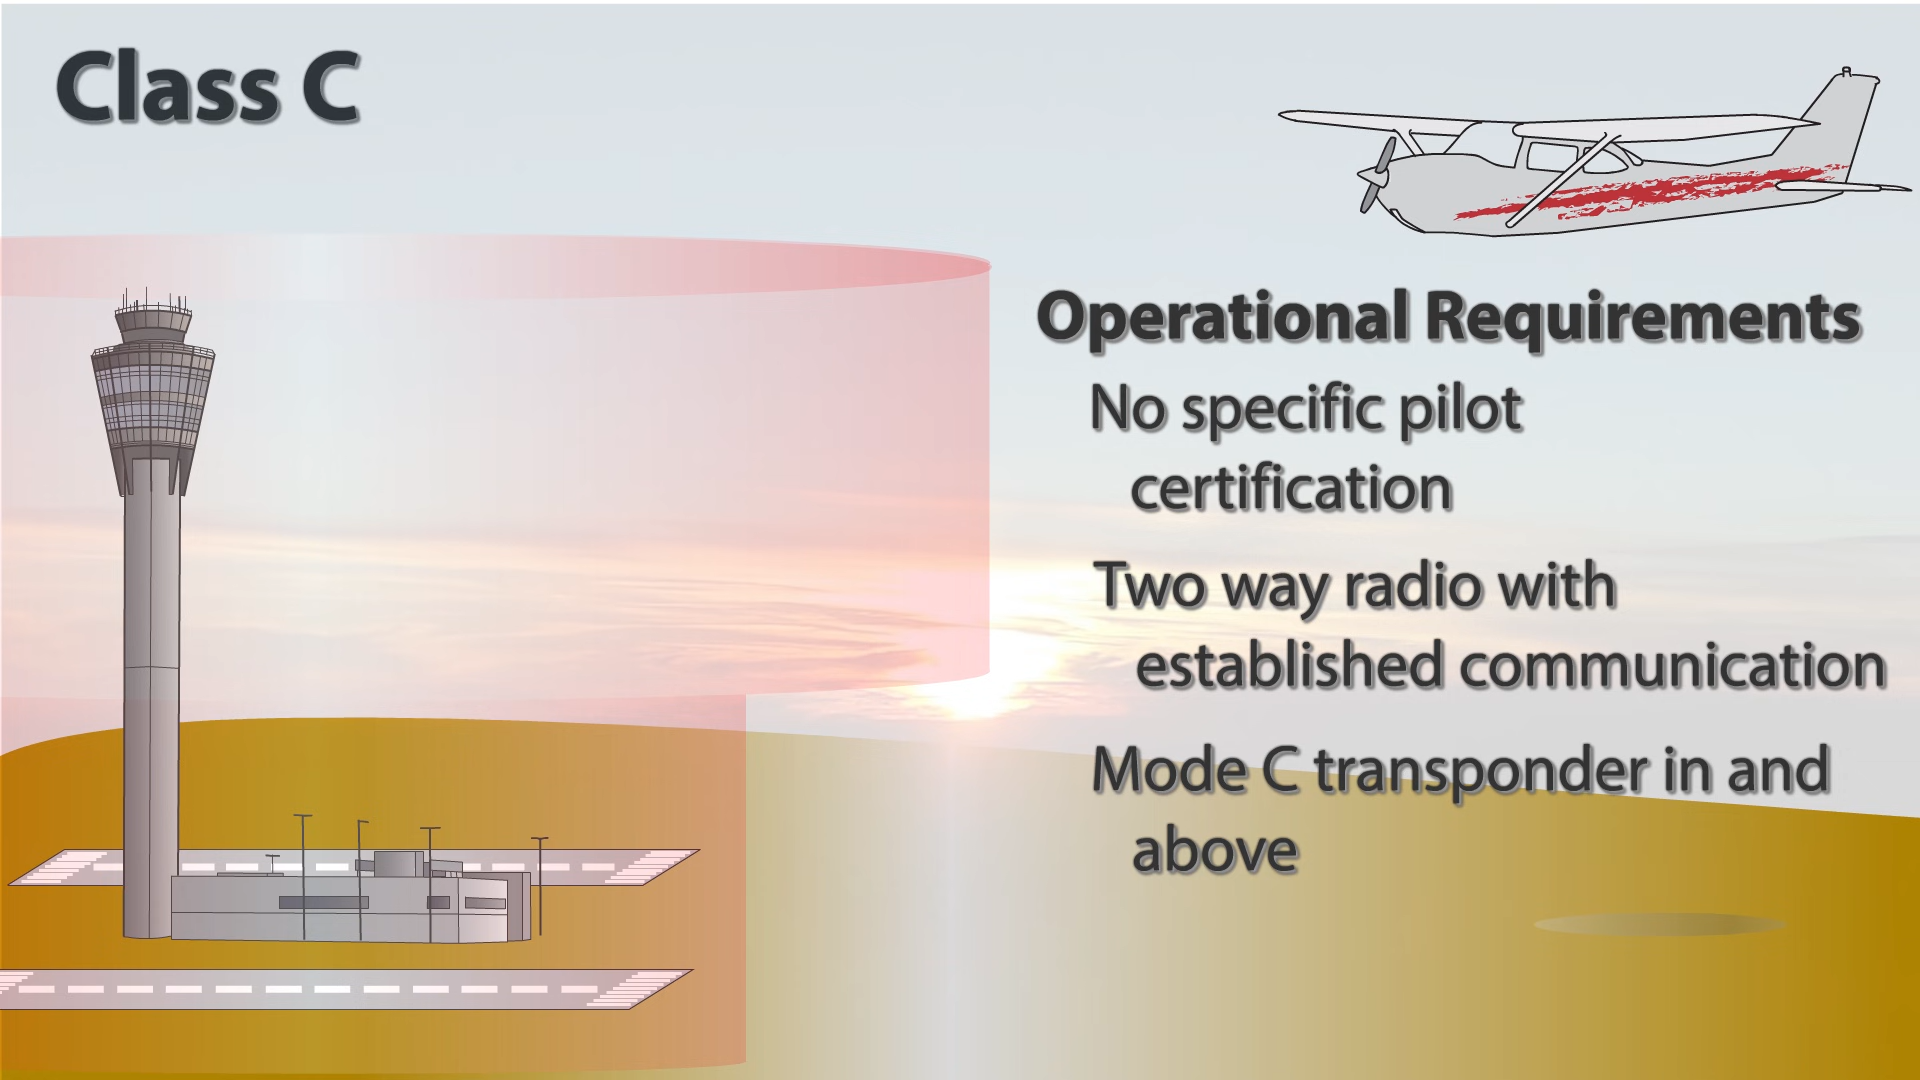 Class C
Operational Requirements
No specific pilot
certification
Two way radio with
established communication
Mode C transponder in and
above